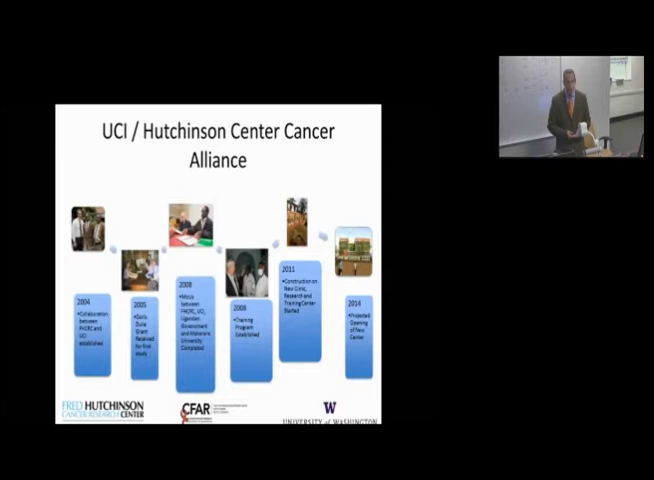 UCI / Hutchinson Center Cancer
Alliance
2004
•Collaboration
between
FHCRC and
UCI
established
2005
Duke
Grant
Received
for first
study
2008
between
FHCRC, UCI,
Ugandan
Government
and Makerere
University
Completed
2008
•Training
Program
Established
2011
•Construction on
New Clinic,
Research and
Training Center
Started
2014
•Projected
Opening
of New
Center
FRED HUTCHINSON
CANCER RESEARCH CENTER
CFAR
W
UNIVERSITY of WASHINGTON